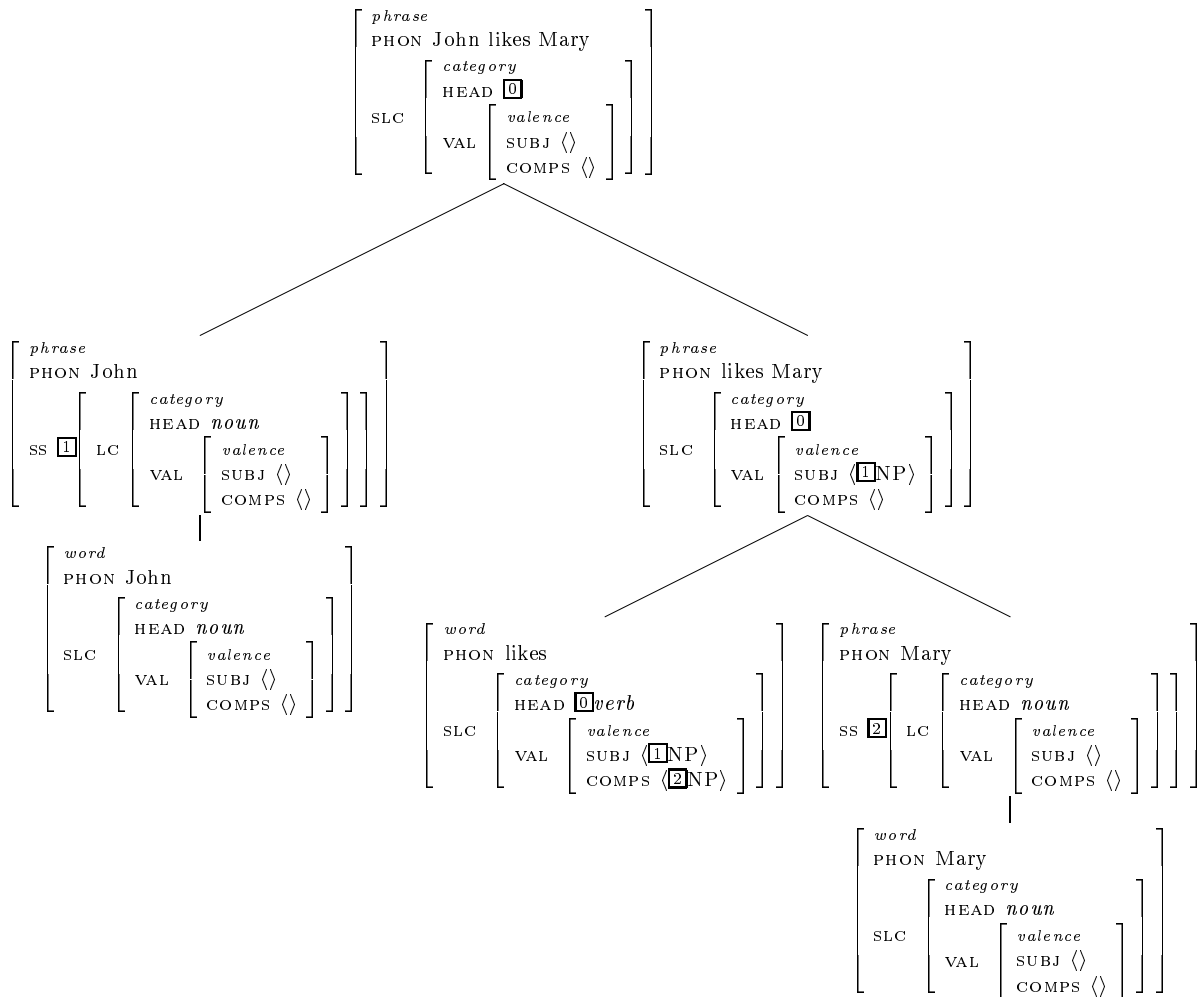 phrase
PHON John likes Mary
category
HEAD 0
SLC
valence
VAL SUBJ ⟨⟩
COMPS ⟨⟩
phrase
PHON John
category
HEAD noun
SS 1 LC
valence
VAL SUBJ ⟨⟩
COMPS ⟨⟩
word
PHON John
category
HEAD noun
SLC
valence
VAL SUBJ ⟨⟩
COMPS ⟨⟩
phrase
PHON likes Mary
category
HEAD 0
SLC
valence
VAL SUBJ ⟨1NP⟩
COMPS ⟨⟩
word
PHON likes
category
HEAD 0verb
SLC
valence
VAL SUBJ ⟨1NP⟩
COMPS ⟨2NP⟩
phrase
PHON Mary
category
HEAD noun
SS 2 LC
valence
VAL SUBJ ⟨⟩
COMPS ⟨⟩
word
PHON Mary
category
HEAD noun
SLC
valence
VAL SUBJ ⟨⟩
COMPS ⟨⟩